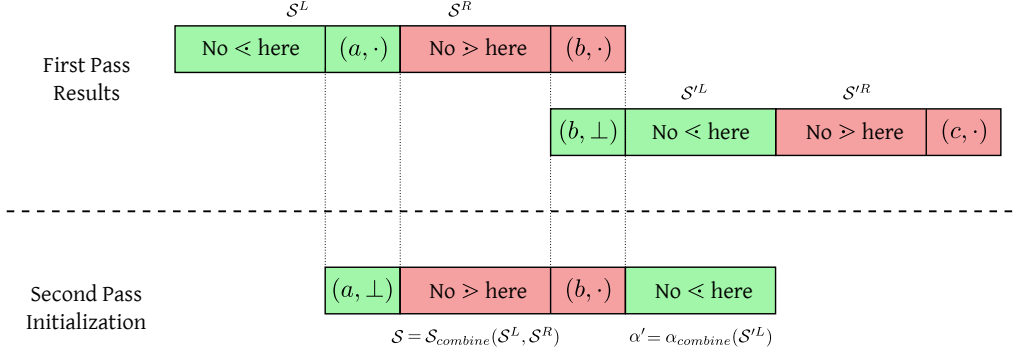 𝒮^L 𝒮^R
First Pass
Results
No ⋖ here (a, ·) No ⋗ here (b, ·)
𝒮′^L 𝒮′^R
(b, ⊥) No ⋖ here No ⋗ here (c, ·)
Second Pass
Initialization
(a, ⊥) No ⋗ here (b, ·) No ⋖ here
𝒮 = 𝒮_combine(𝒮^L, 𝒮^R) α′ = α_combine(𝒮′^L)